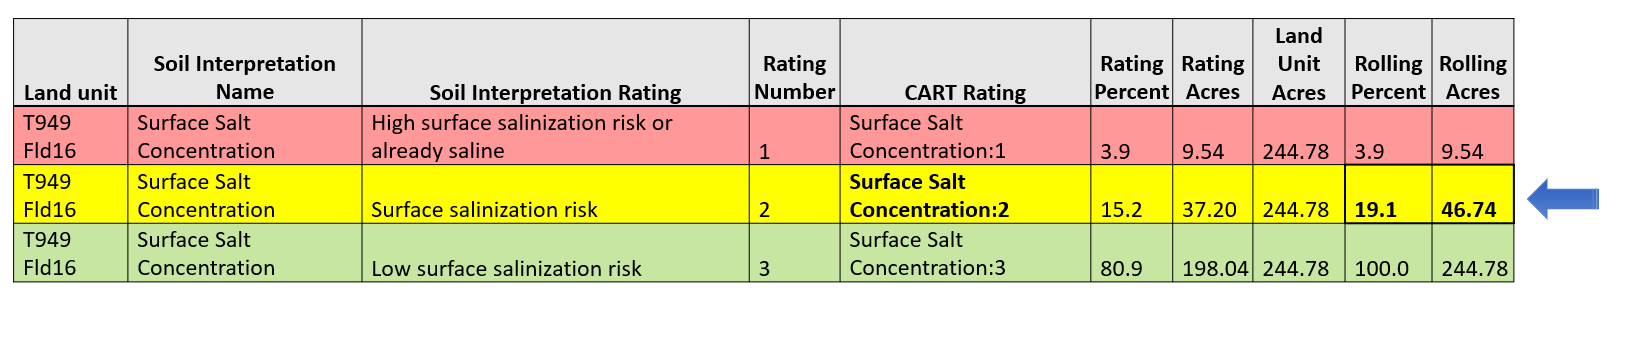 Land unit
Soil Interpretation
Name
Soil Interpretation Rating
Rating
Number
CART Rating
Rating
Percent
Rating
Acres
Land
Unit
Acres
Rolling
Percent
Rolling
Acres
T949
Fld16
Surface Salt
Concentration
High surface salinization risk or
already saline
1
Surface Salt
Concentration:1
3.9
9.54
244.78
3.9
9.54
T949
Fld16
Surface Salt
Concentration
Surface salinization risk
2
Surface Salt
Concentration:2
15.2
37.20
244.78
19.1
46.74
T949
Fld16
Surface Salt
Concentration
Low surface salinization risk
3
Surface Salt
Concentration:3
80.9
198.04
244.78
100.0
244.78